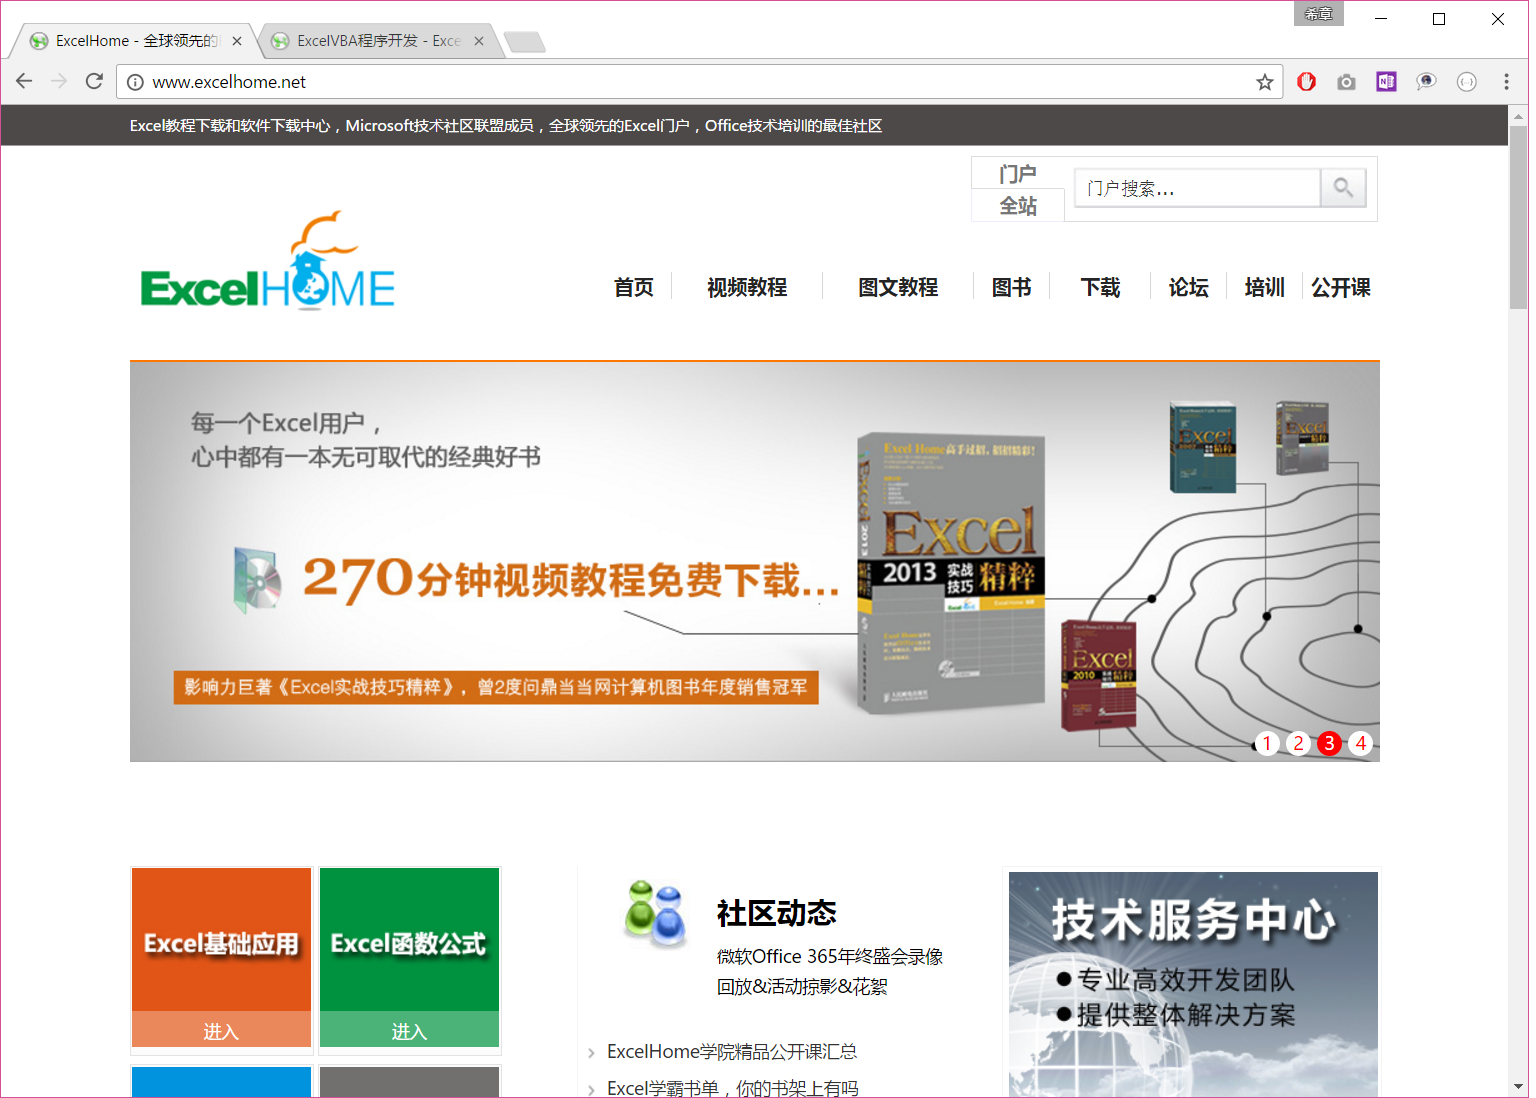 希章
ExcelHome - 全球领先的
ExcelVBA程序开发 - Exce
www.excelhome.net
Excel教程下载和软件下载中心，Microsoft技术社区联盟成员，全球领先的Excel门户，Office技术培训的最佳社区
门户
全站
门户搜索...
ExcelHOME
首页 视频教程 图文教程 图书 下载 论坛 培训 公开课
每一个Excel用户，
心中都有一本无可取代的经典好书
270分钟视频教程免费下载...
影响力巨著《Excel实战技巧精粹》，曾2度问鼎当当网计算机图书年度销售冠军
Excel Home 高手过招，招招精彩！
Excel
2013 实战技巧 精粹
Excel
精粹
Excel
精粹
Excel
2010 实战技巧 精粹
1 2 3 4
Excel基础应用
进入
Excel函数公式
进入
社区动态
微软Office 365年终盛会录像
回放&活动掠影&花絮
ExcelHome学院精品公开课汇总
Excel学霸书单，你的书架上有吗
技术服务中心
●专业高效开发团队
●提供整体解决方案